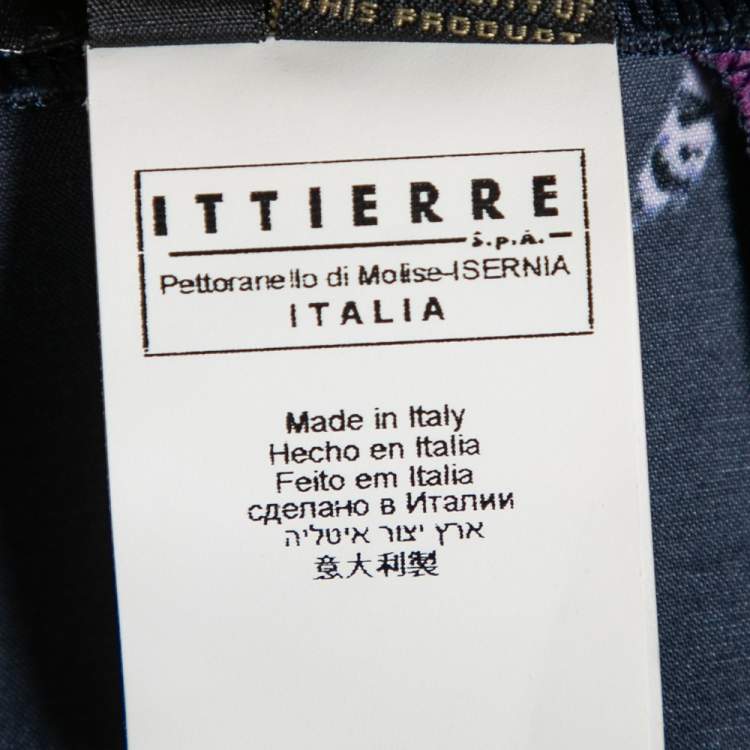 THIS PRODUCT
ITTIERRE
S.p.A.
Pettoranello di Molise-ISERNIA
ITALIA
Made in Italy
Hecho en Italia
Feito em Italia
сделано в Италии
ארץ יצור איטליה
意大利製